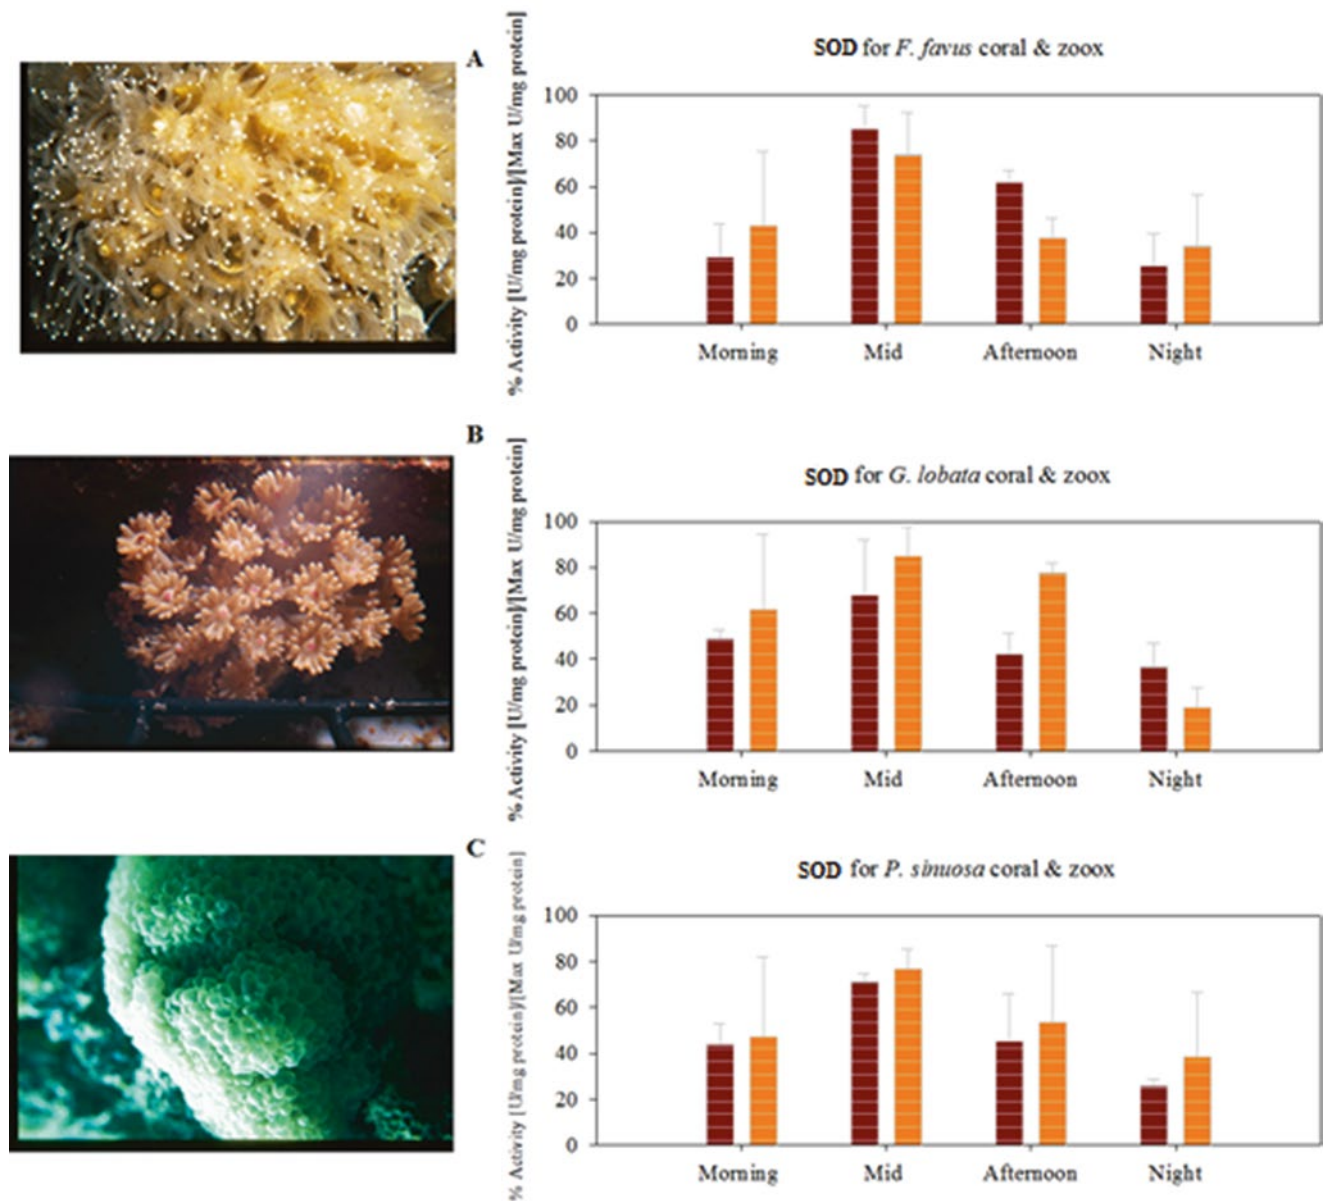 A
SOD for F. favus coral & zoox
% Activity [U/mg protein]/[Max U/mg protein]
100
80
60
40
20
0
Morning Mid Afternoon Night
B
SOD for G. lobata coral & zoox
% Activity [U/mg protein]/[Max U/mg protein]
100
80
60
40
20
0
Morning Mid Afternoon Night
C
SOD for P. sinuosa coral & zoox
% Activity [U/mg protein]/[Max U/mg protein]
100
80
60
40
20
0
Morning Mid Afternoon Night